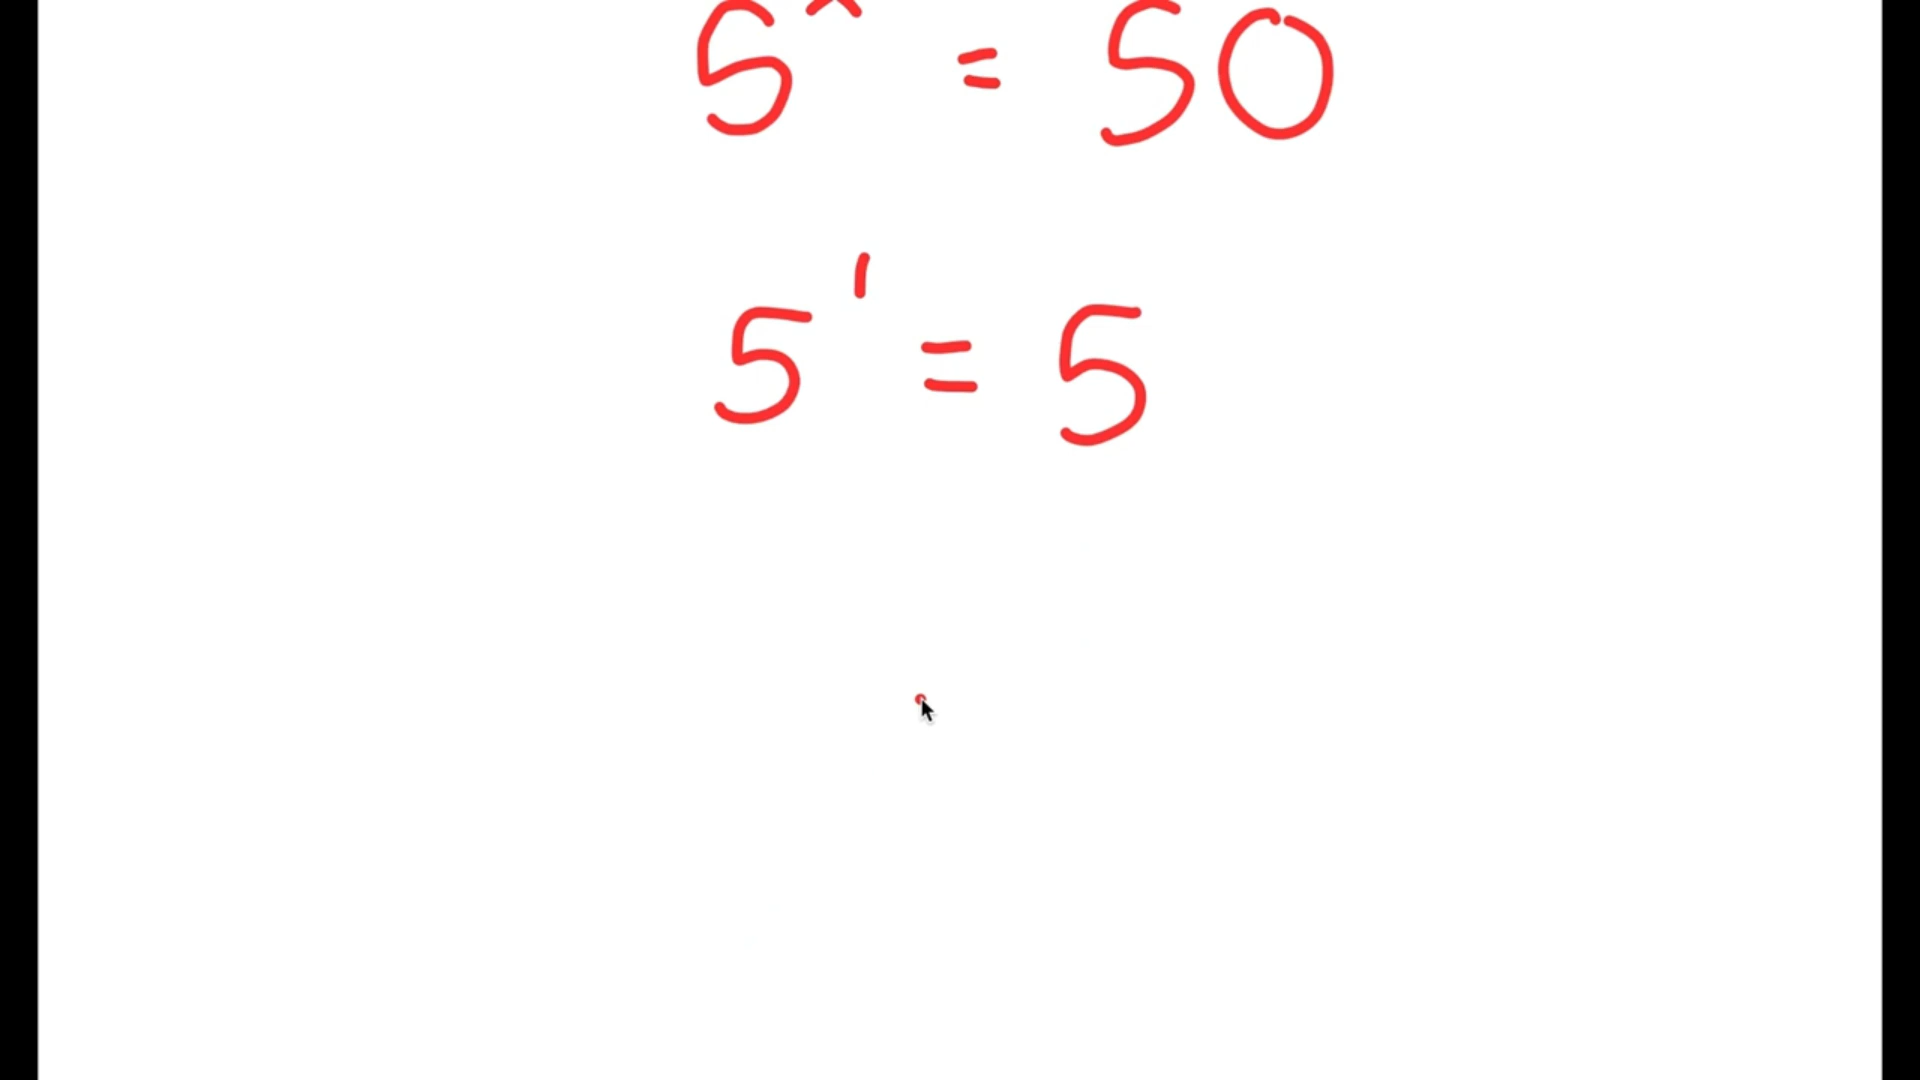 5^x = 50
5^1 = 5